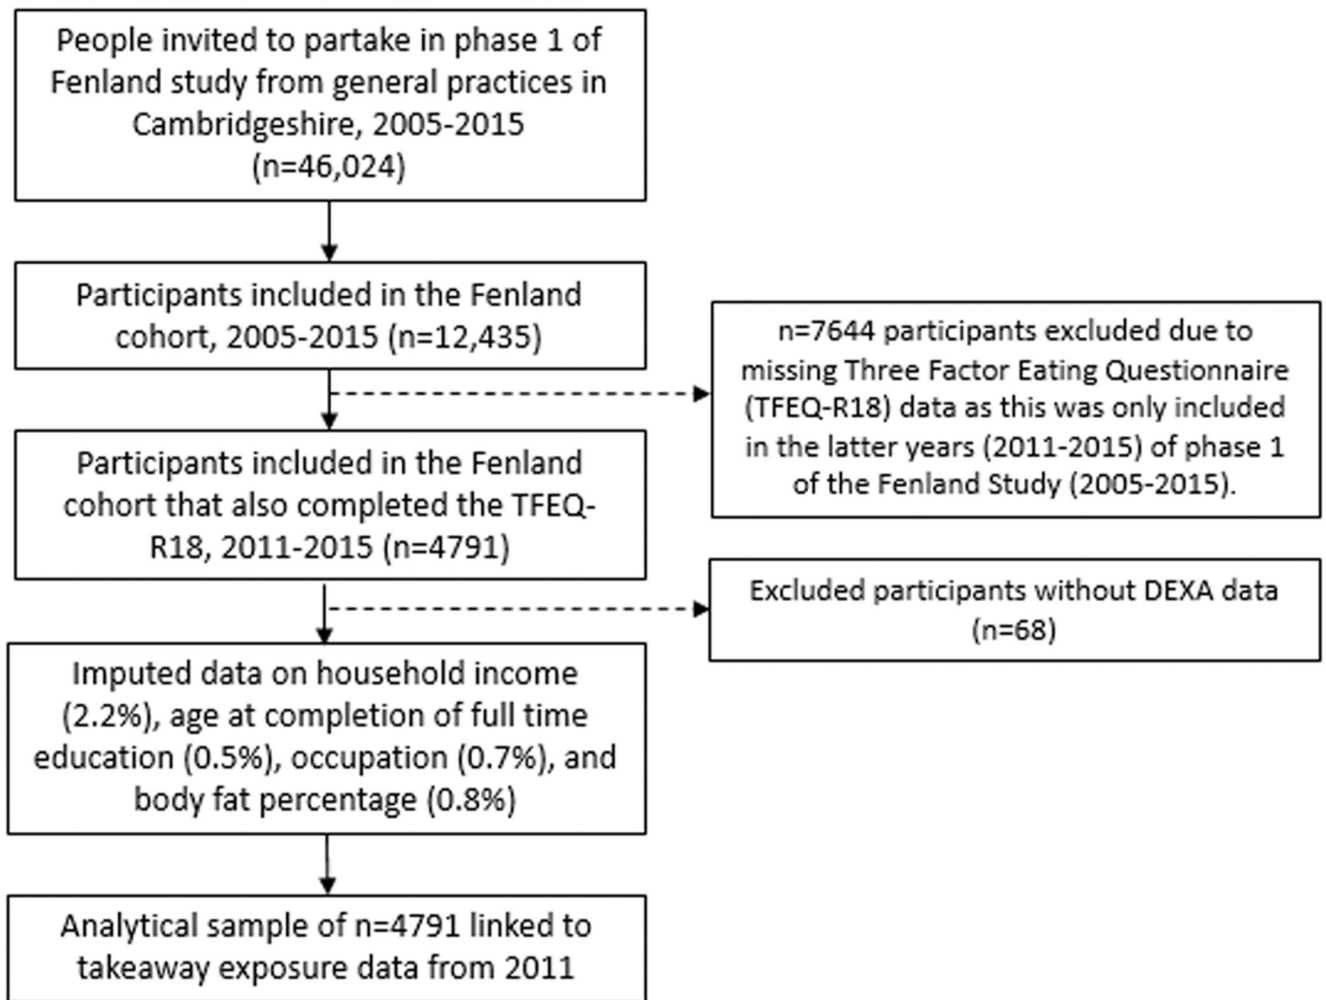 People invited to partake in phase 1 of
Fenland study from general practices in
Cambridgeshire, 2005-2015
(n=46,024)
Participants included in the Fenland
cohort, 2005-2015 (n=12,435)
n=7644 participants excluded due to
missing Three Factor Eating Questionnaire
(TFEQ-R18) data as this was only included
in the latter years (2011-2015) of phase 1
of the Fenland Study (2005-2015).
Participants included in the Fenland
cohort that also completed the TFEQ-
R18, 2011-2015 (n=4791)
Excluded participants without DEXA data
(n=68)
Imputed data on household income
(2.2%), age at completion of full time
education (0.5%), occupation (0.7%), and
body fat percentage (0.8%)
Analytical sample of n=4791 linked to
takeaway exposure data from 2011